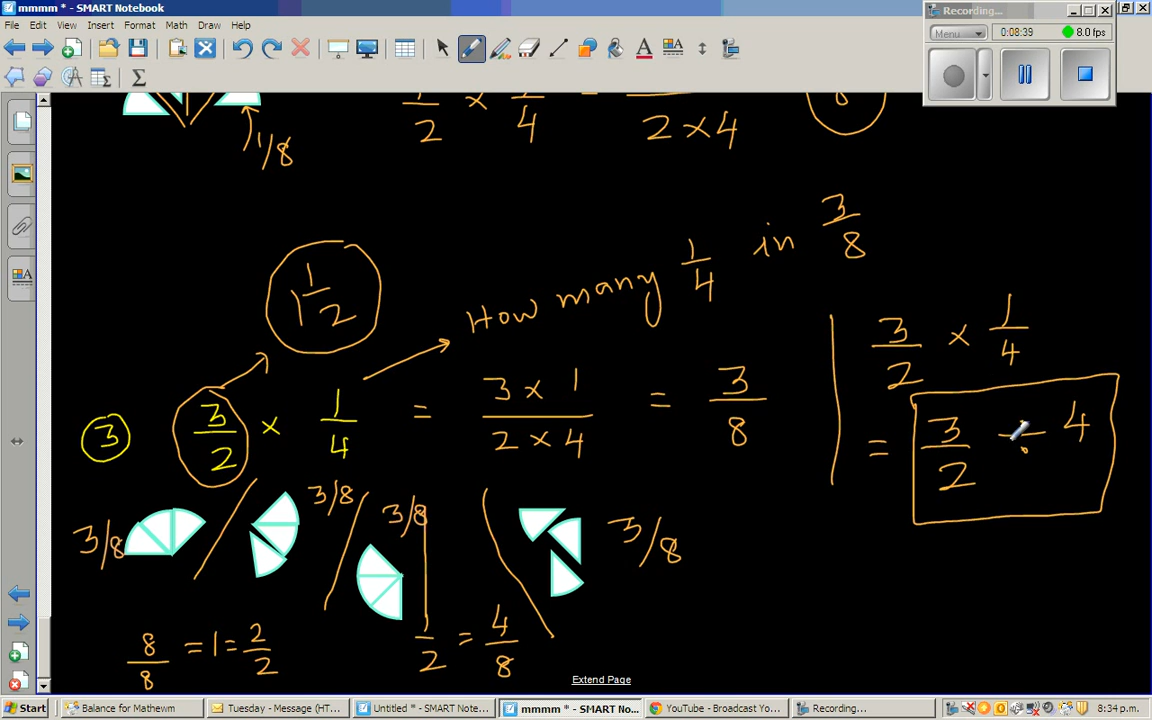 mmmm * - SMART Notebook
File Edit View Insert Format Math Draw Help
Recording...
Menu
0:08:39
8.0 fps
1/8
2 × 4
2 × 4
1 1/2
How many 1/4 in 3/8
3/2 × 1/4
= 3/2 ÷ 4
3 3/2 × 1/4 = 3 × 1 / 2 × 4 = 3/8
3/8
3/8
3/8
3/8
8/8 = 1 = 2/2
1/2 = 4/8
Extend Page
Start
Balance for Mathewm
Tuesday - Message (HT...
Untitled * - SMART Not...
mmmm * - SMART No...
YouTube - Broadcast Yo...
Recording...
8:34 p.m.